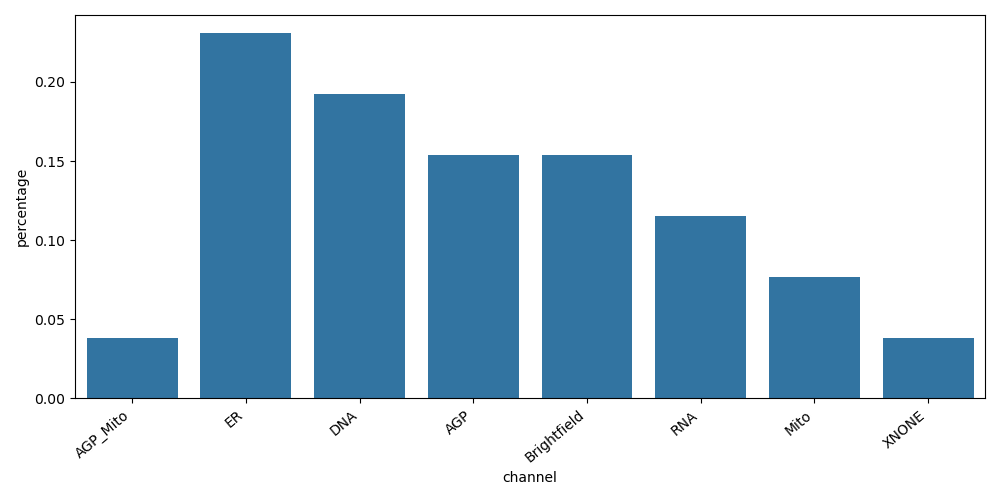 percentage
0.20
0.15
0.10
0.05
0.00
AGP_Mito
ER
DNA
AGP
Brightfield
RNA
Mito
XNONE
channel